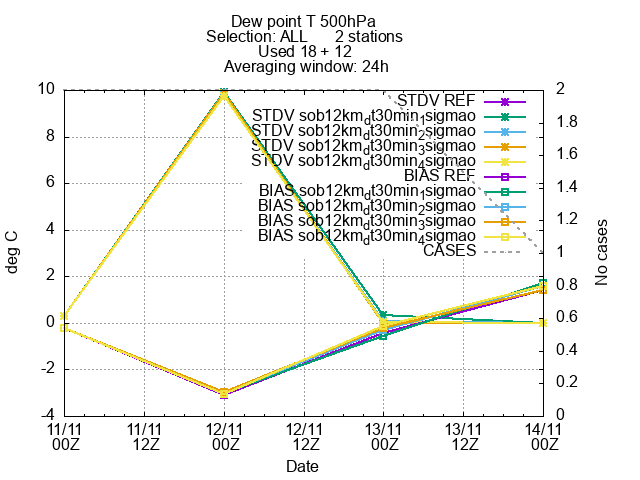 Dew point T 500hPa
Selection: ALL 2 stations
Used 18 + 12
Averaging window: 24h
10
8
6
4
2
0
-2
-4
deg C
2
1.8
1.6
1.4
1.2
1
0.8
0.6
0.4
0.2
0
No cases
STDV REF
STDV sob12km_dt30min_1sigmao
STDV sob12km_dt30min_2sigmao
STDV sob12km_dt30min_3sigmao
STDV sob12km_dt30min_4sigmao
BIAS REF
BIAS sob12km_dt30min_1sigmao
BIAS sob12km_dt30min_2sigmao
BIAS sob12km_dt30min_3sigmao
BIAS sob12km_dt30min_4sigmao
CASES
11/11 11/11 12/11 12/11 13/11 13/11 14/11
00Z 12Z 00Z 12Z 00Z 12Z 00Z
Date